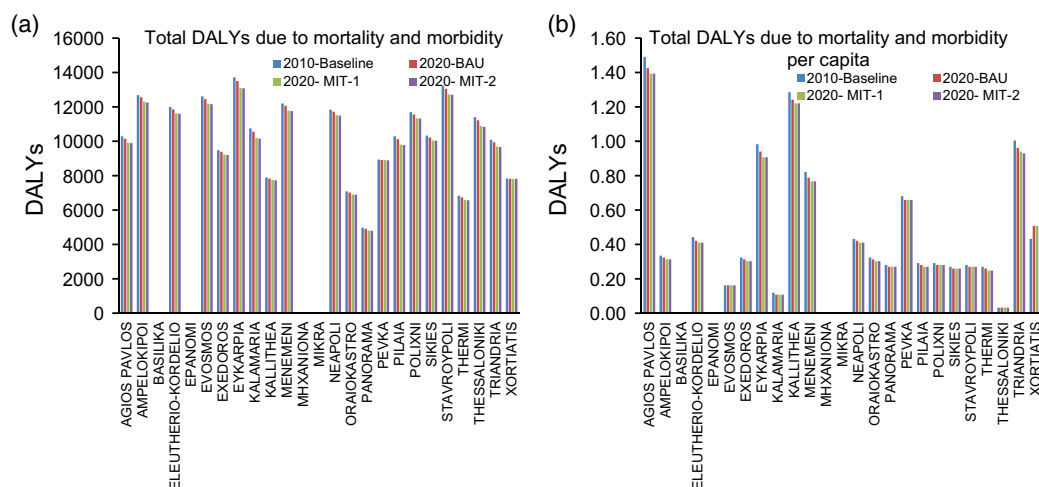 (a)
Total DALYs due to mortality and morbidity
2010-Baseline
2020-BAU
2020- MIT-1
2020- MIT-2
DALYs
16000
14000
12000
10000
8000
6000
4000
2000
0
AGIOS PAVLOS
AMPELOKIPOI
BASILIKA
ELEUTHERIO-KORDELIO
EPANOMI
EVOSMOS
EXEDOROS
EYKARPIA
KALAMARIA
KALLITHEA
MENEMENI
MHXANIONA
MIKRA
NEAPOLI
ORAIOKASTRO
PANORAMA
PEVKA
PILAIA
POLIXNI
SIKIES
STAVROYPOLI
THERMI
THESSALONIKI
TRIANDRIA
XORTIATIS
(b)
Total DALYs due to mortality and morbidity
per capita
2010-Baseline
2020-BAU
2020- MIT-1
2020- MIT-2
DALYs
1.60
1.40
1.20
1.00
0.80
0.60
0.40
0.20
0.00
AGIOS PAVLOS
AMPELOKIPOI
BASILIKA
ELEUTHERIO-KORDELIO
EPANOMI
EVOSMOS
EXEDOROS
EYKARPIA
KALAMARIA
KALLITHEA
MENEMENI
MHXANIONA
MIKRA
NEAPOLI
ORAIOKASTRO
PANORAMA
PEVKA
PILAIA
POLIXNI
SIKIES
STAVROYPOLI
THERMI
THESSALONIKI
TRIANDRIA
XORTIATIS